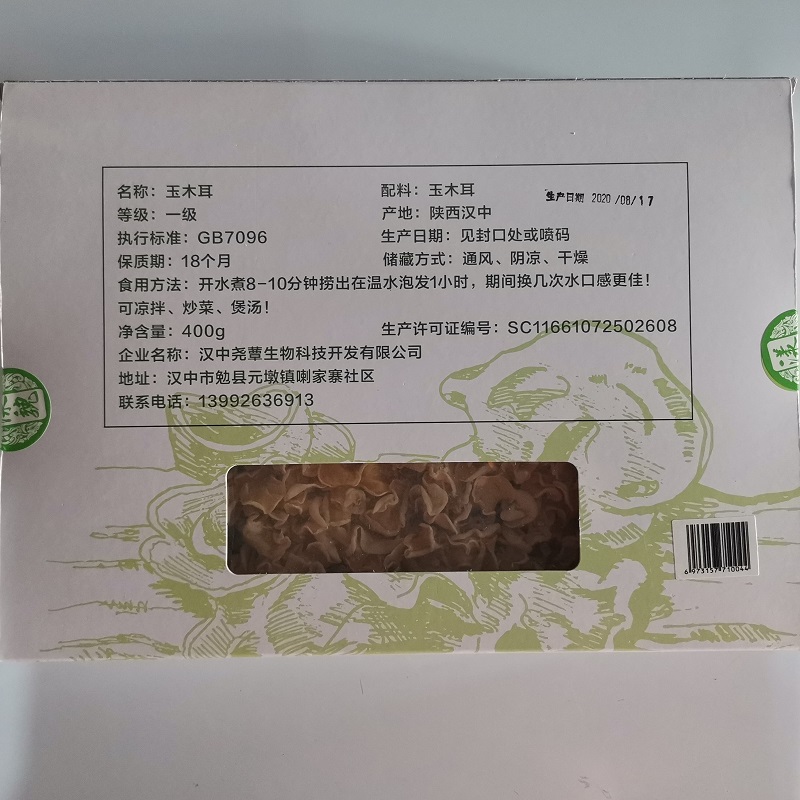 名称：玉木耳 配料：玉木耳 生产日期 2020/08/17
等级：一级 产地：陕西汉中
执行标准：GB7096 生产日期：见封口处或喷码
保质期：18个月 储藏方式：通风、阴凉、干燥
食用方法：开水煮8-10分钟捞出在温水泡发1小时，期间换几次水口感更佳！
可凉拌、炒菜、煲汤！
净含量：400g 生产许可证编号：SC11661072502608
企业名称：汉中尧蕈生物科技开发有限公司
地址：汉中市勉县元墩镇喇家寨社区
联系电话：13992636913
6973157710044